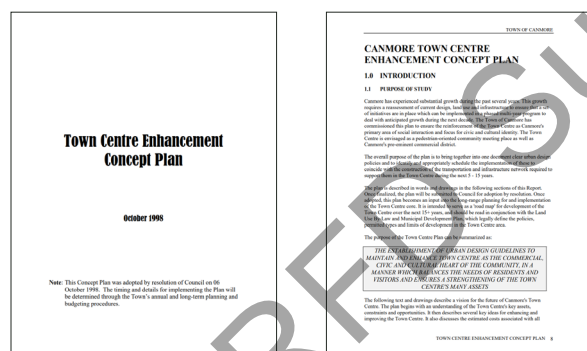 Town Centre Enhancement
Concept Plan
October 1998
Note: This Concept Plan was adopted by resolution of Council on 06
October 1998. The timing and details for implementing the Plan will
be determined through the Town's annual and long-term planning and
budgeting procedures.
TOWN OF CANMORE
CANMORE TOWN CENTRE
ENHANCEMENT CONCEPT PLAN
1.0 INTRODUCTION
1.1 PURPOSE OF STUDY
Canmore has experienced substantial growth during the past several years. This growth
requires a reassessment of current design, land use and infrastructure to ensure that a set
of initiatives are in place which can be implemented in a phased multi-year program to
deal with anticipated growth during the next decade. The Town of Canmore has
commissioned this plan to ensure the reinforcement of the Town Centre as Canmore's
primary area of social interaction and focus for civic and cultural identity. The Town
Centre is envisaged as a pedestrian-oriented community meeting place as well as
Canmore's pre-eminent commercial district.
The overall purpose of the plan is to bring together into one document clear urban design
policies and to identify and appropriately schedule the implementation of these to
coincide with the construction of the transportation and infrastructure network required to
support them in the Town Centre during the next 5 - 15 years.
The plan is described in words and drawings in the following sections of this Report.
Once finalized, the plan will be submitted to Council for adoption by resolution. Once
adopted, this plan becomes an input into the long-range planning for and implementation
of the Town Centre core. It is intended to serve as a 'road map' for development of the
Town Centre over the next 15+ years, and should be read in conjunction with the Land
Use By-Law and Municipal Development Plan, which legally define the policies,
permitted types and limits of development in the Town Centre area.
The purpose of the Town Centre Plan can be summarized as:
THE ESTABLISHMENT OF URBAN DESIGN GUIDELINES TO
MAINTAIN AND ENHANCE TOWN CENTRE AS THE COMMERCIAL,
CIVIC AND CULTURAL HEART OF THE COMMUNITY, IN A
MANNER WHICH BALANCES THE NEEDS OF RESIDENTS AND
VISITORS AND ENSURES A STRENGTHENING OF THE TOWN
CENTRE'S MANY ASSETS
The following text and drawings describe a vision for the future of Canmore's Town
Centre. The plan begins with an understanding of the Town Centre's key assets,
constraints and opportunities. It then describes several key ideas for enhancing and
improving the Town Centre. It also discusses the estimated costs associated with all
TOWN CENTRE ENHANCEMENT CONCEPT PLAN